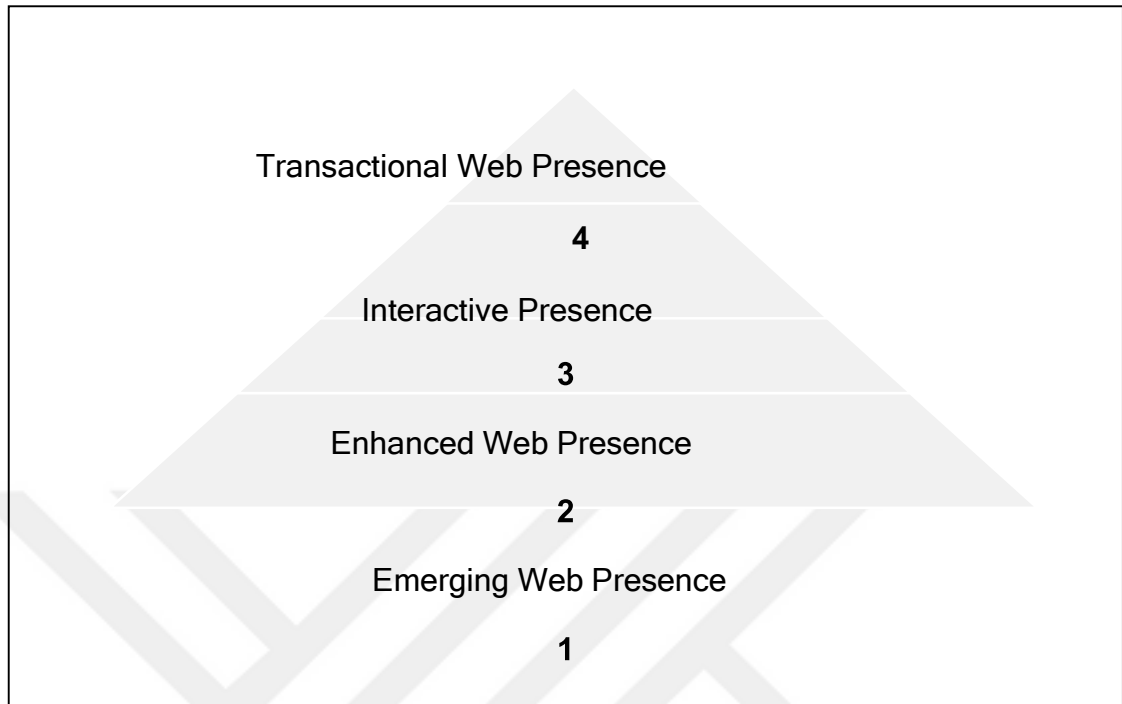 Transactional Web Presence
4
Interactive Presence
3
Enhanced Web Presence
2
Emerging Web Presence
1